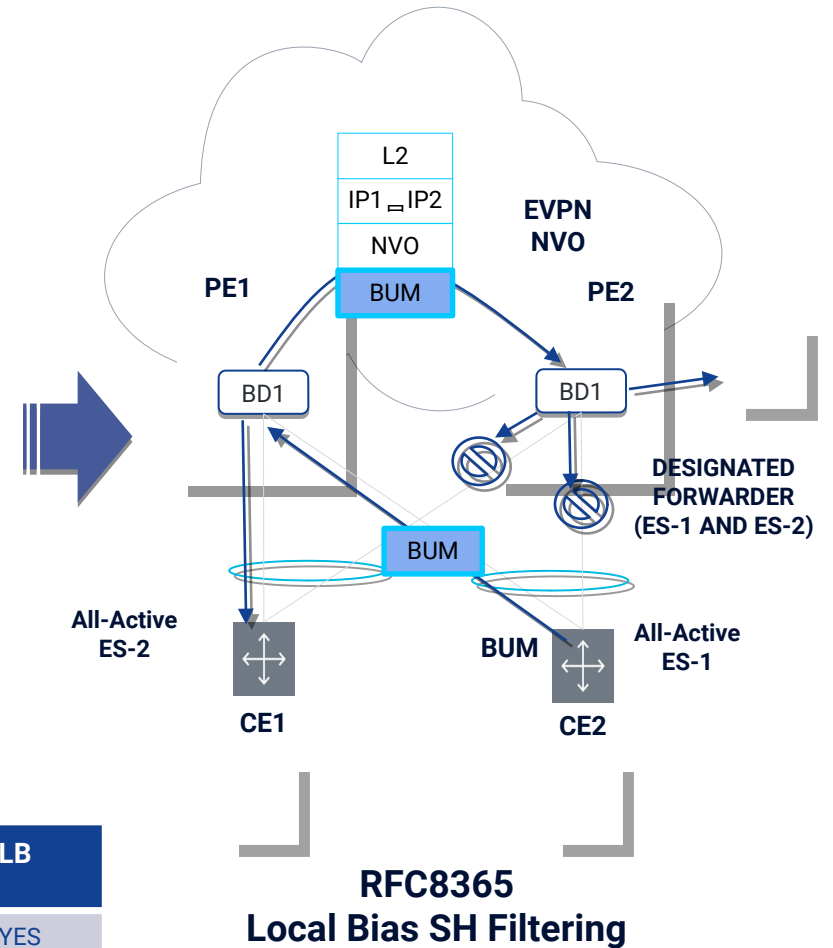 L2
IP1 IP2
NVO
BUM
EVPN
NVO
PE1
PE2
BD1
BD1
DESIGNATED
FORWARDER
(ES-1 AND ES-2)
BUM
All-Active
ES-2
BUM
All-Active
ES-1
CE1
CE2
LB
YES
RFC8365
Local Bias SH Filtering